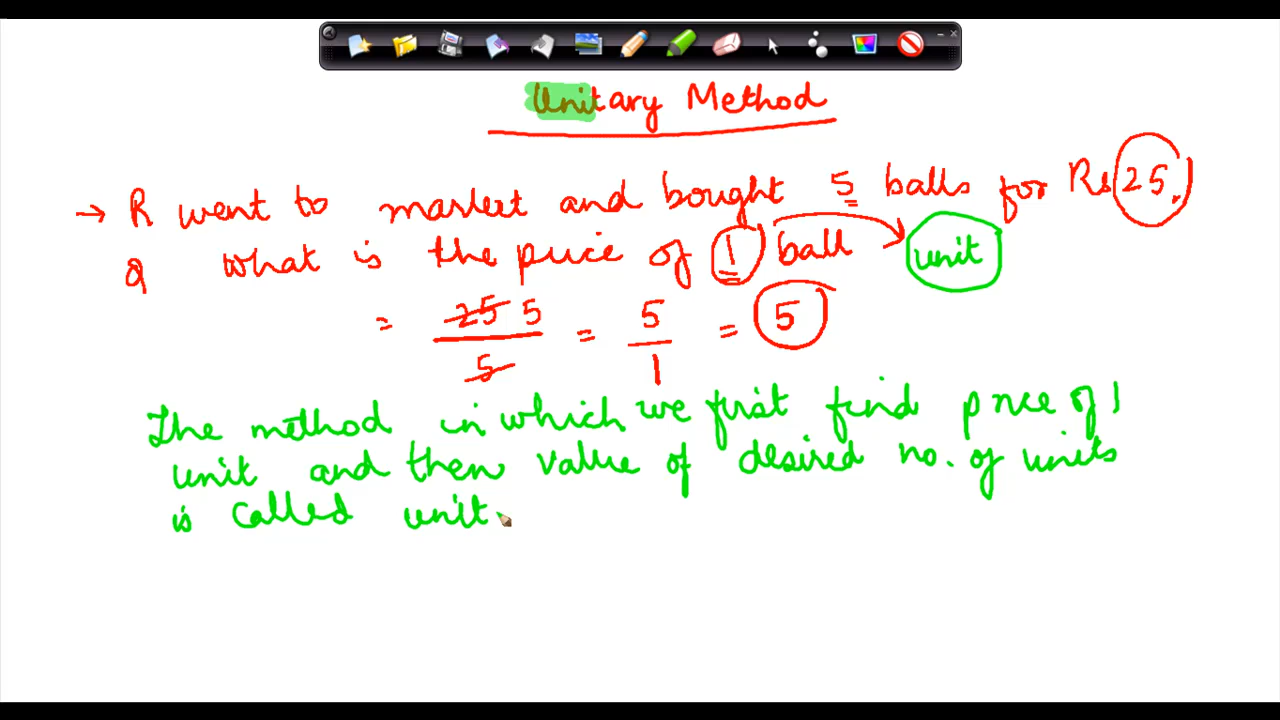 Unitary Method
→ R went to market and bought 5 balls for Rs 25.
Q what is the price of 1 ball unit
= 25 5 / 5 = 5 / 1 = 5
The method in which we first find price of 1
unit and then value of desired no. of units
is called unit